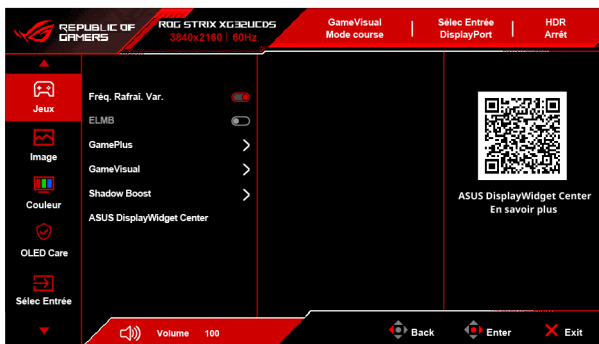 REPUBLIC OF
GAMERS
ROG STRIX XG32UCDS
3840x2160 | 60Hz
GameVisual
Mode course
Sélec Entrée
DisplayPort
HDR
Arrêt
Jeux
Image
Couleur
OLED Care
Sélec Entrée
Fréq. Rafraî. Var.
ELMB
GamePlus
GameVisual
Shadow Boost
ASUS DisplayWidget Center
ASUS DisplayWidget Center
En savoir plus
Volume 100
Back
Enter
Exit